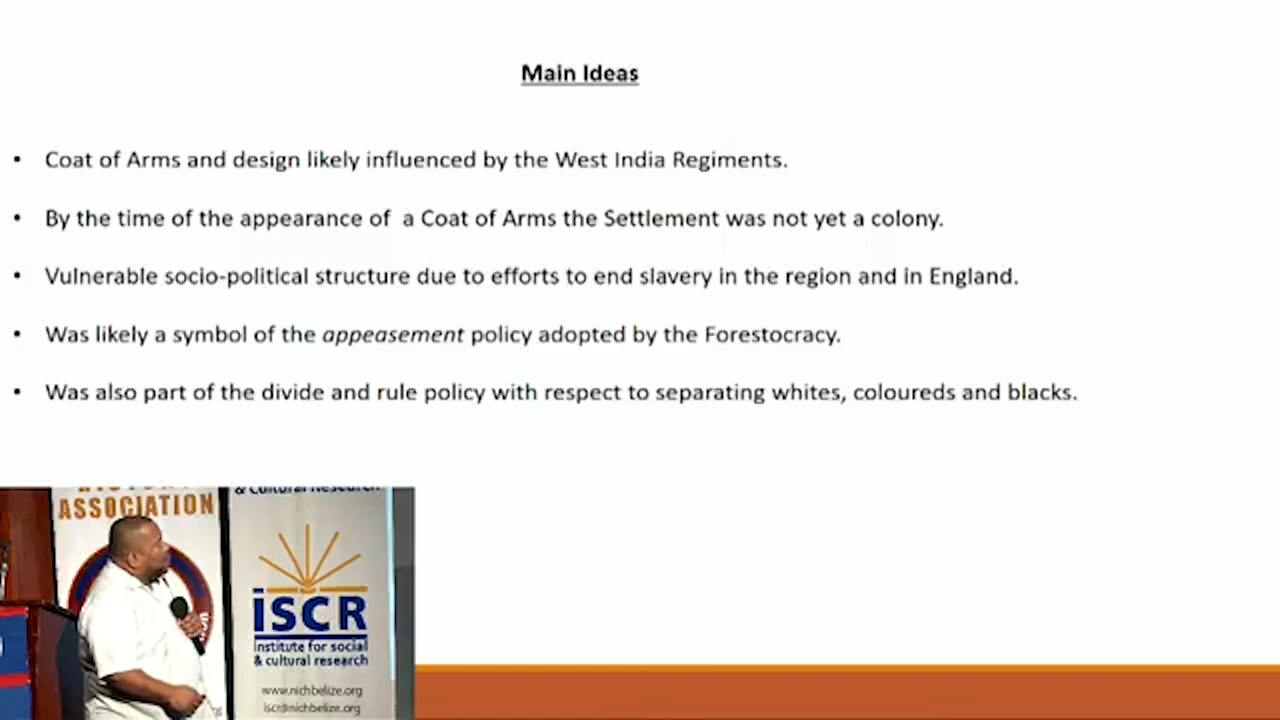 Main Ideas
• Coat of Arms and design likely influenced by the West India Regiments.
• By the time of the appearance of a Coat of Arms the Settlement was not yet a colony.
• Vulnerable socio-political structure due to efforts to end slavery in the region and in England.
• Was likely a symbol of the appeasement policy adopted by the Forestocracy.
• Was also part of the divide and rule policy with respect to separating whites, coloureds and blacks.
ASSOCIATION
& Cultural Research
iSCR
institute for social
& cultural research
www.nichbelize.org
iscr@nichbelize.org